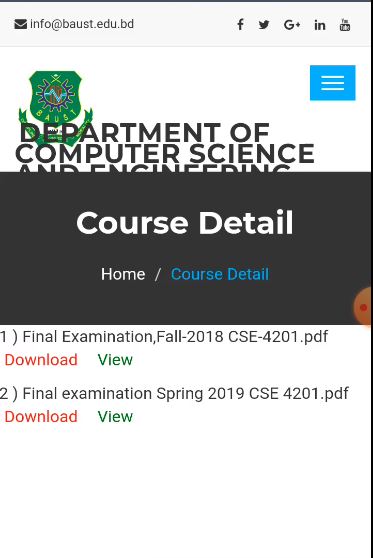 info@baust.edu.bd
BAUST
DEPARTMENT OF
COMPUTER SCIENCE
AND ENGINEERING
Course Detail
Home / Course Detail
1 ) Final Examination,Fall-2018 CSE-4201.pdf
Download View
2 ) Final examination Spring 2019 CSE 4201.pdf
Download View